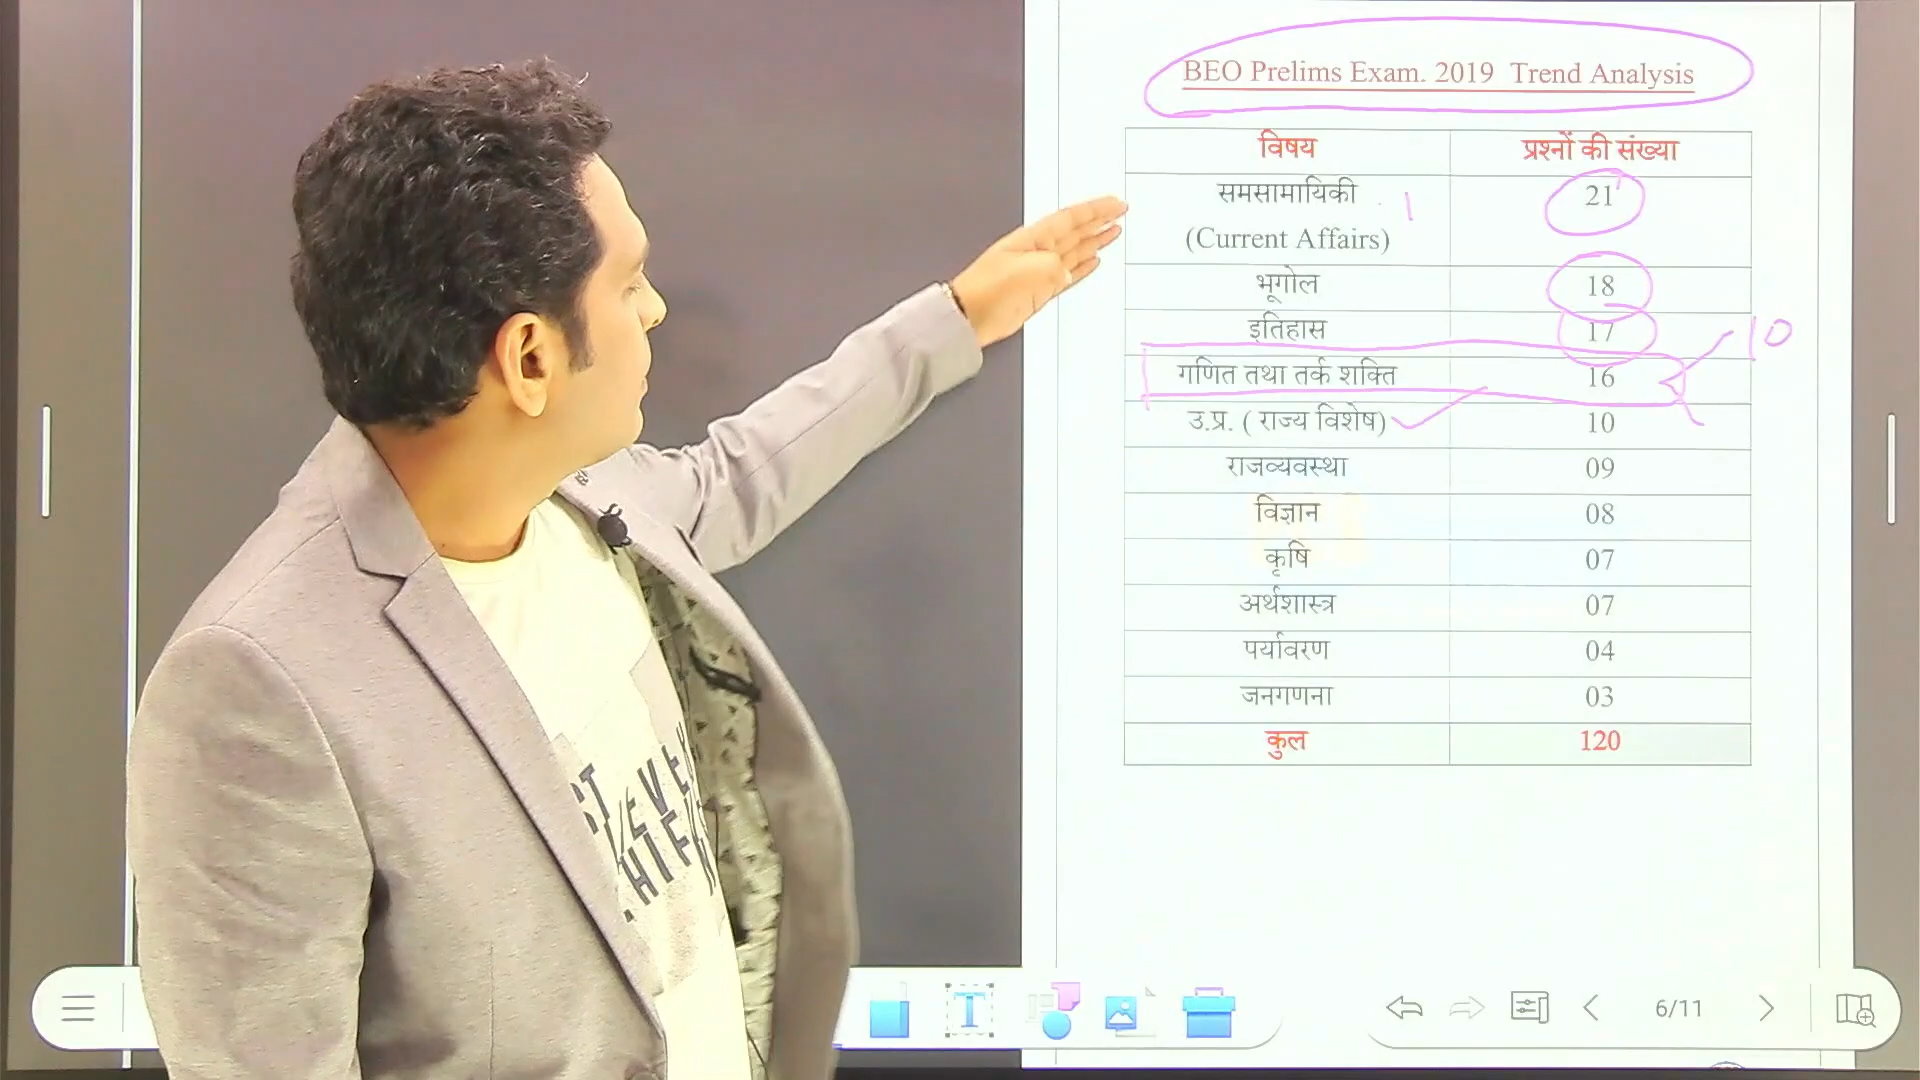 BEO Prelims Exam. 2019 Trend Analysis
विषय प्रश्नों की संख्या
समसामायिकी 21
(Current Affairs)
भूगोल 18
इतिहास 17
10
गणित तथा तर्क शक्ति 16
उ.प्र. ( राज्य विशेष) 10
राजव्यवस्था 09
विज्ञान 08
कृषि 07
अर्थशास्त्र 07
पर्यावरण 04
जनगणना 03
कुल 120
6/11